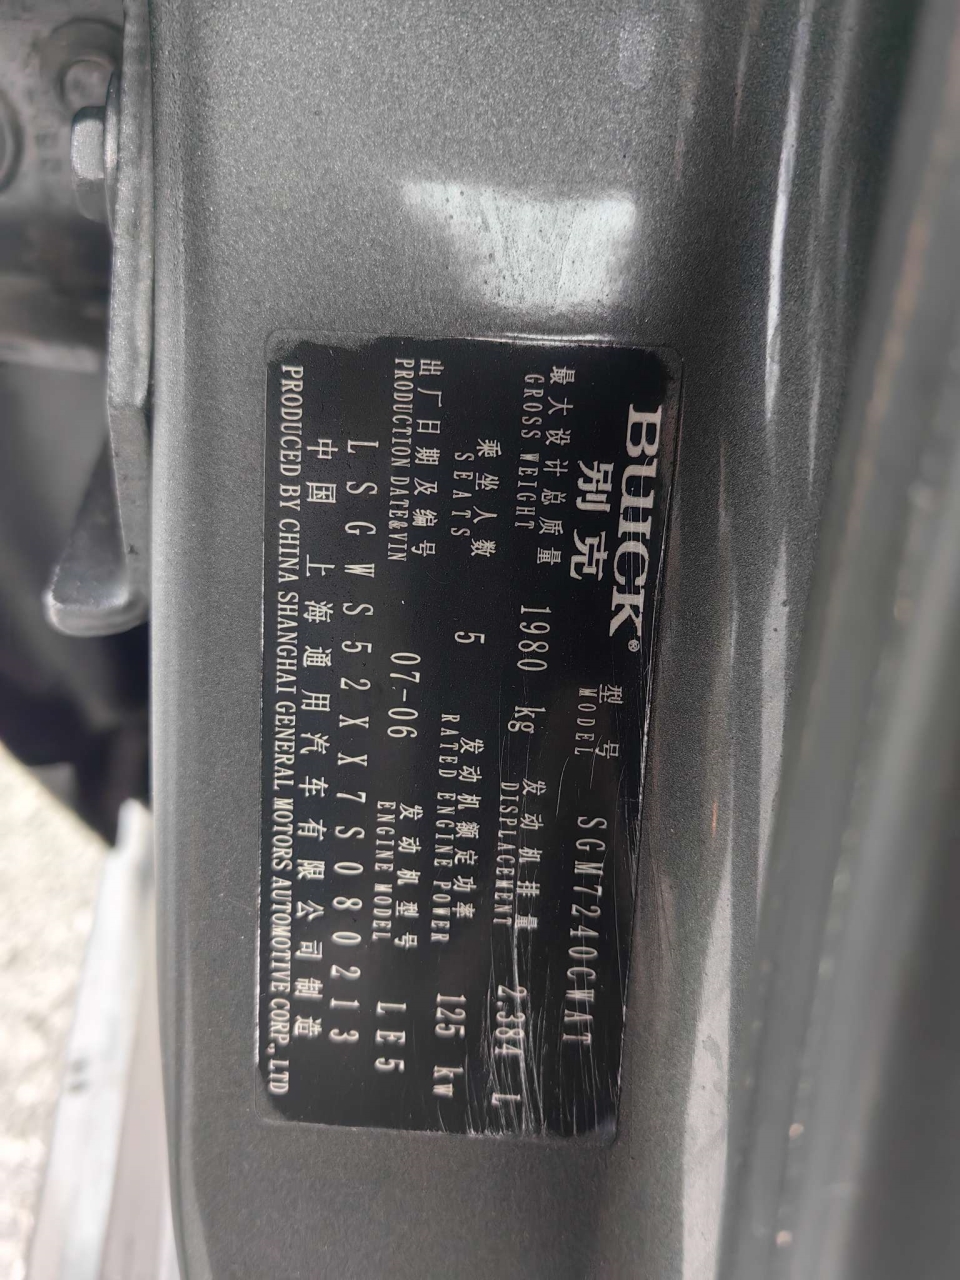 BUICK®
别克
型号 MODEL SGM7240CWAT
最大设计总质量 GROSS WEIGHT 1980 kg
发动机排量 DISPLACEMENT 2.384 L
乘坐人数 SEATS 5
发动机额定功率 RATED ENGINE POWER 125 kw
出厂日期及编号 PRODUCTION DATE&VIN 07-06
发动机型号 ENGINE MODEL LE5
LSGWS52XX7S080213
中国 上海通用汽车有限公司制造
PRODUCED BY CHINA SHANGHAI GENERAL MOTORS AUTOMOTIVE CORP.,LTD